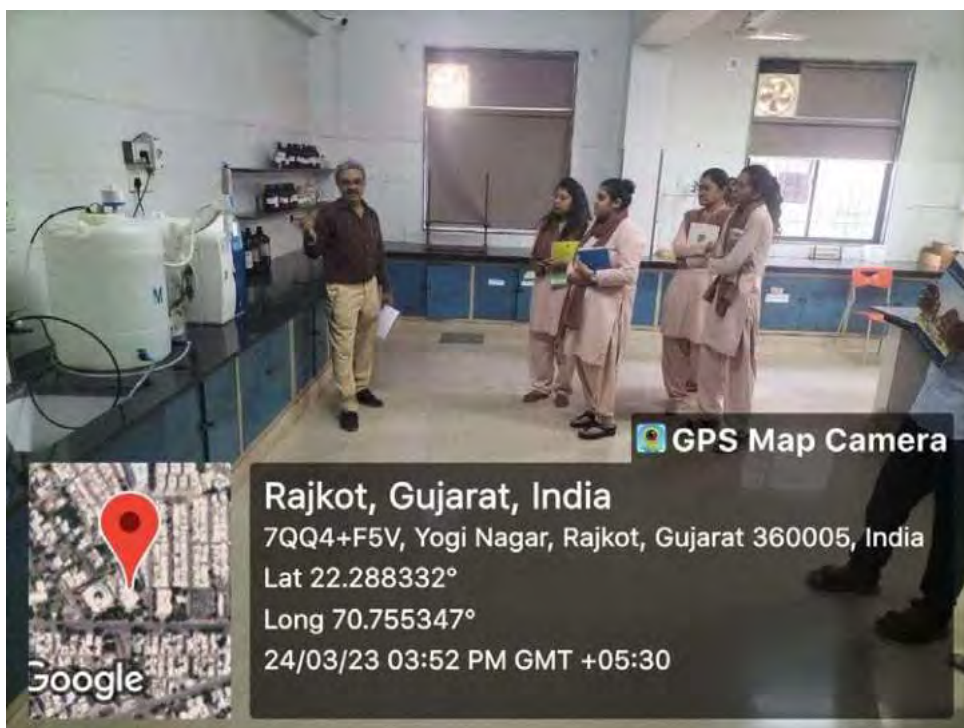 M
GPS Map Camera
Rajkot, Gujarat, India
7QQ4+F5V, Yogi Nagar, Rajkot, Gujarat 360005, India
Lat 22.288332°
Long 70.755347°
24/03/23 03:52 PM GMT +05:30
Google